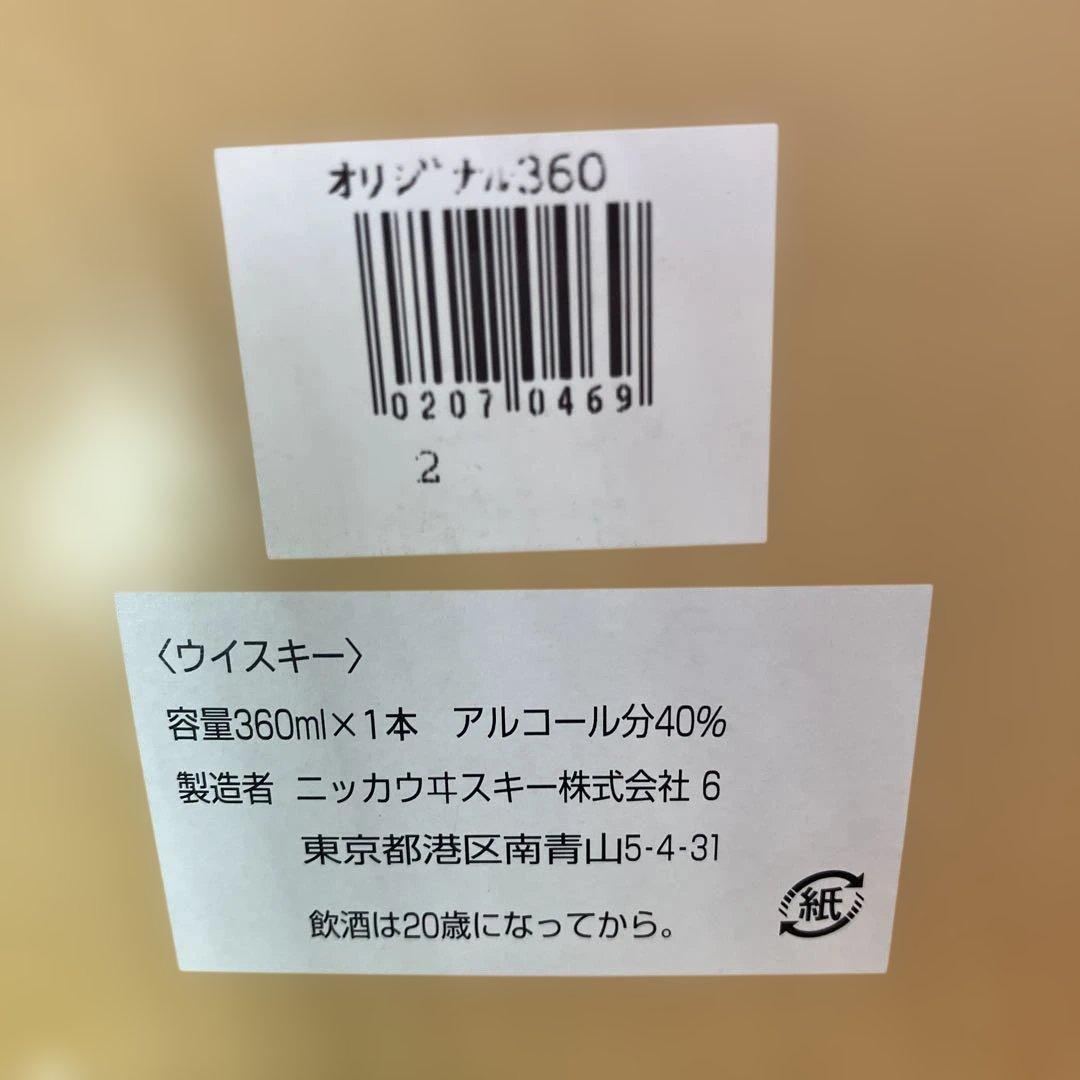 オリジナル360
0207 0469
2
〈ウイスキー〉
容量360ml×1本 アルコール分40%
製造者 ニッカウヰスキー株式会社 6
東京都港区南青山5-4-31
飲酒は20歳になってから。
紙